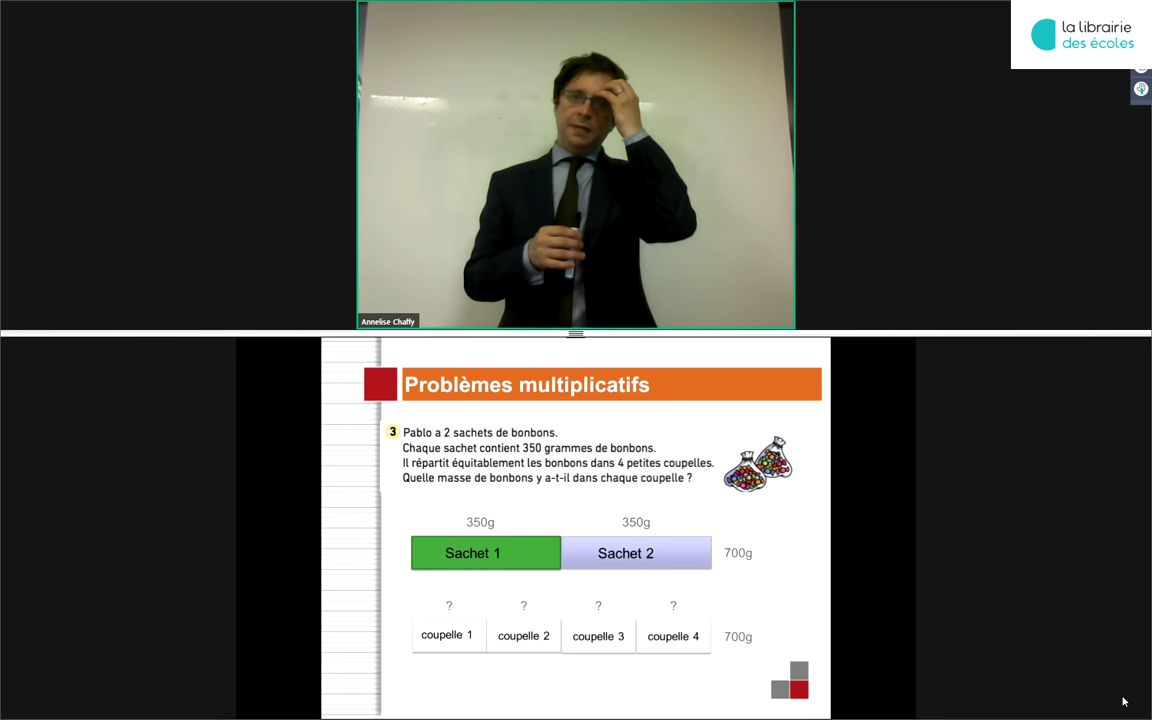 la librairie
des écoles
Annelise Chaffy
Problèmes multiplicatifs
3 Pablo a 2 sachets de bonbons.
Chaque sachet contient 350 grammes de bonbons.
Il répartit équitablement les bonbons dans 4 petites coupelles.
Quelle masse de bonbons y a-t-il dans chaque coupelle ?
350g 350g
Sachet 1 Sachet 2 700g
? ? ? ?
coupelle 1 coupelle 2 coupelle 3 coupelle 4 700g